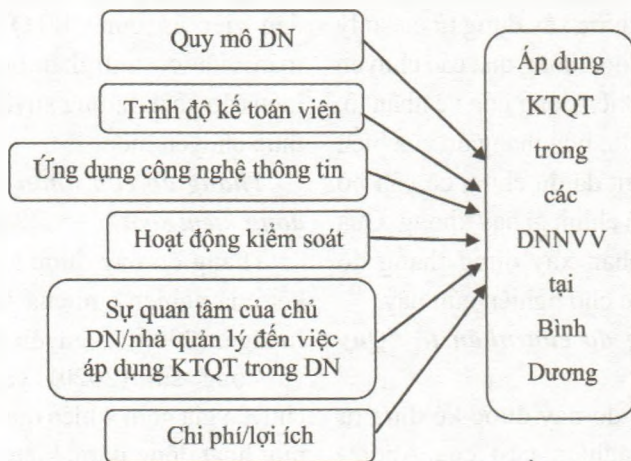 Quy mô DN
Trình độ kế toán viên
Ứng dụng công nghệ thông tin
Hoạt động kiểm soát
Sự quan tâm của chủ
DN/nhà quản lý đến việc
áp dụng KTQT trong DN
Chi phí/lợi ích
Áp dụng
KTQT
trong
các
DNNVV
tại
Bình
Dương